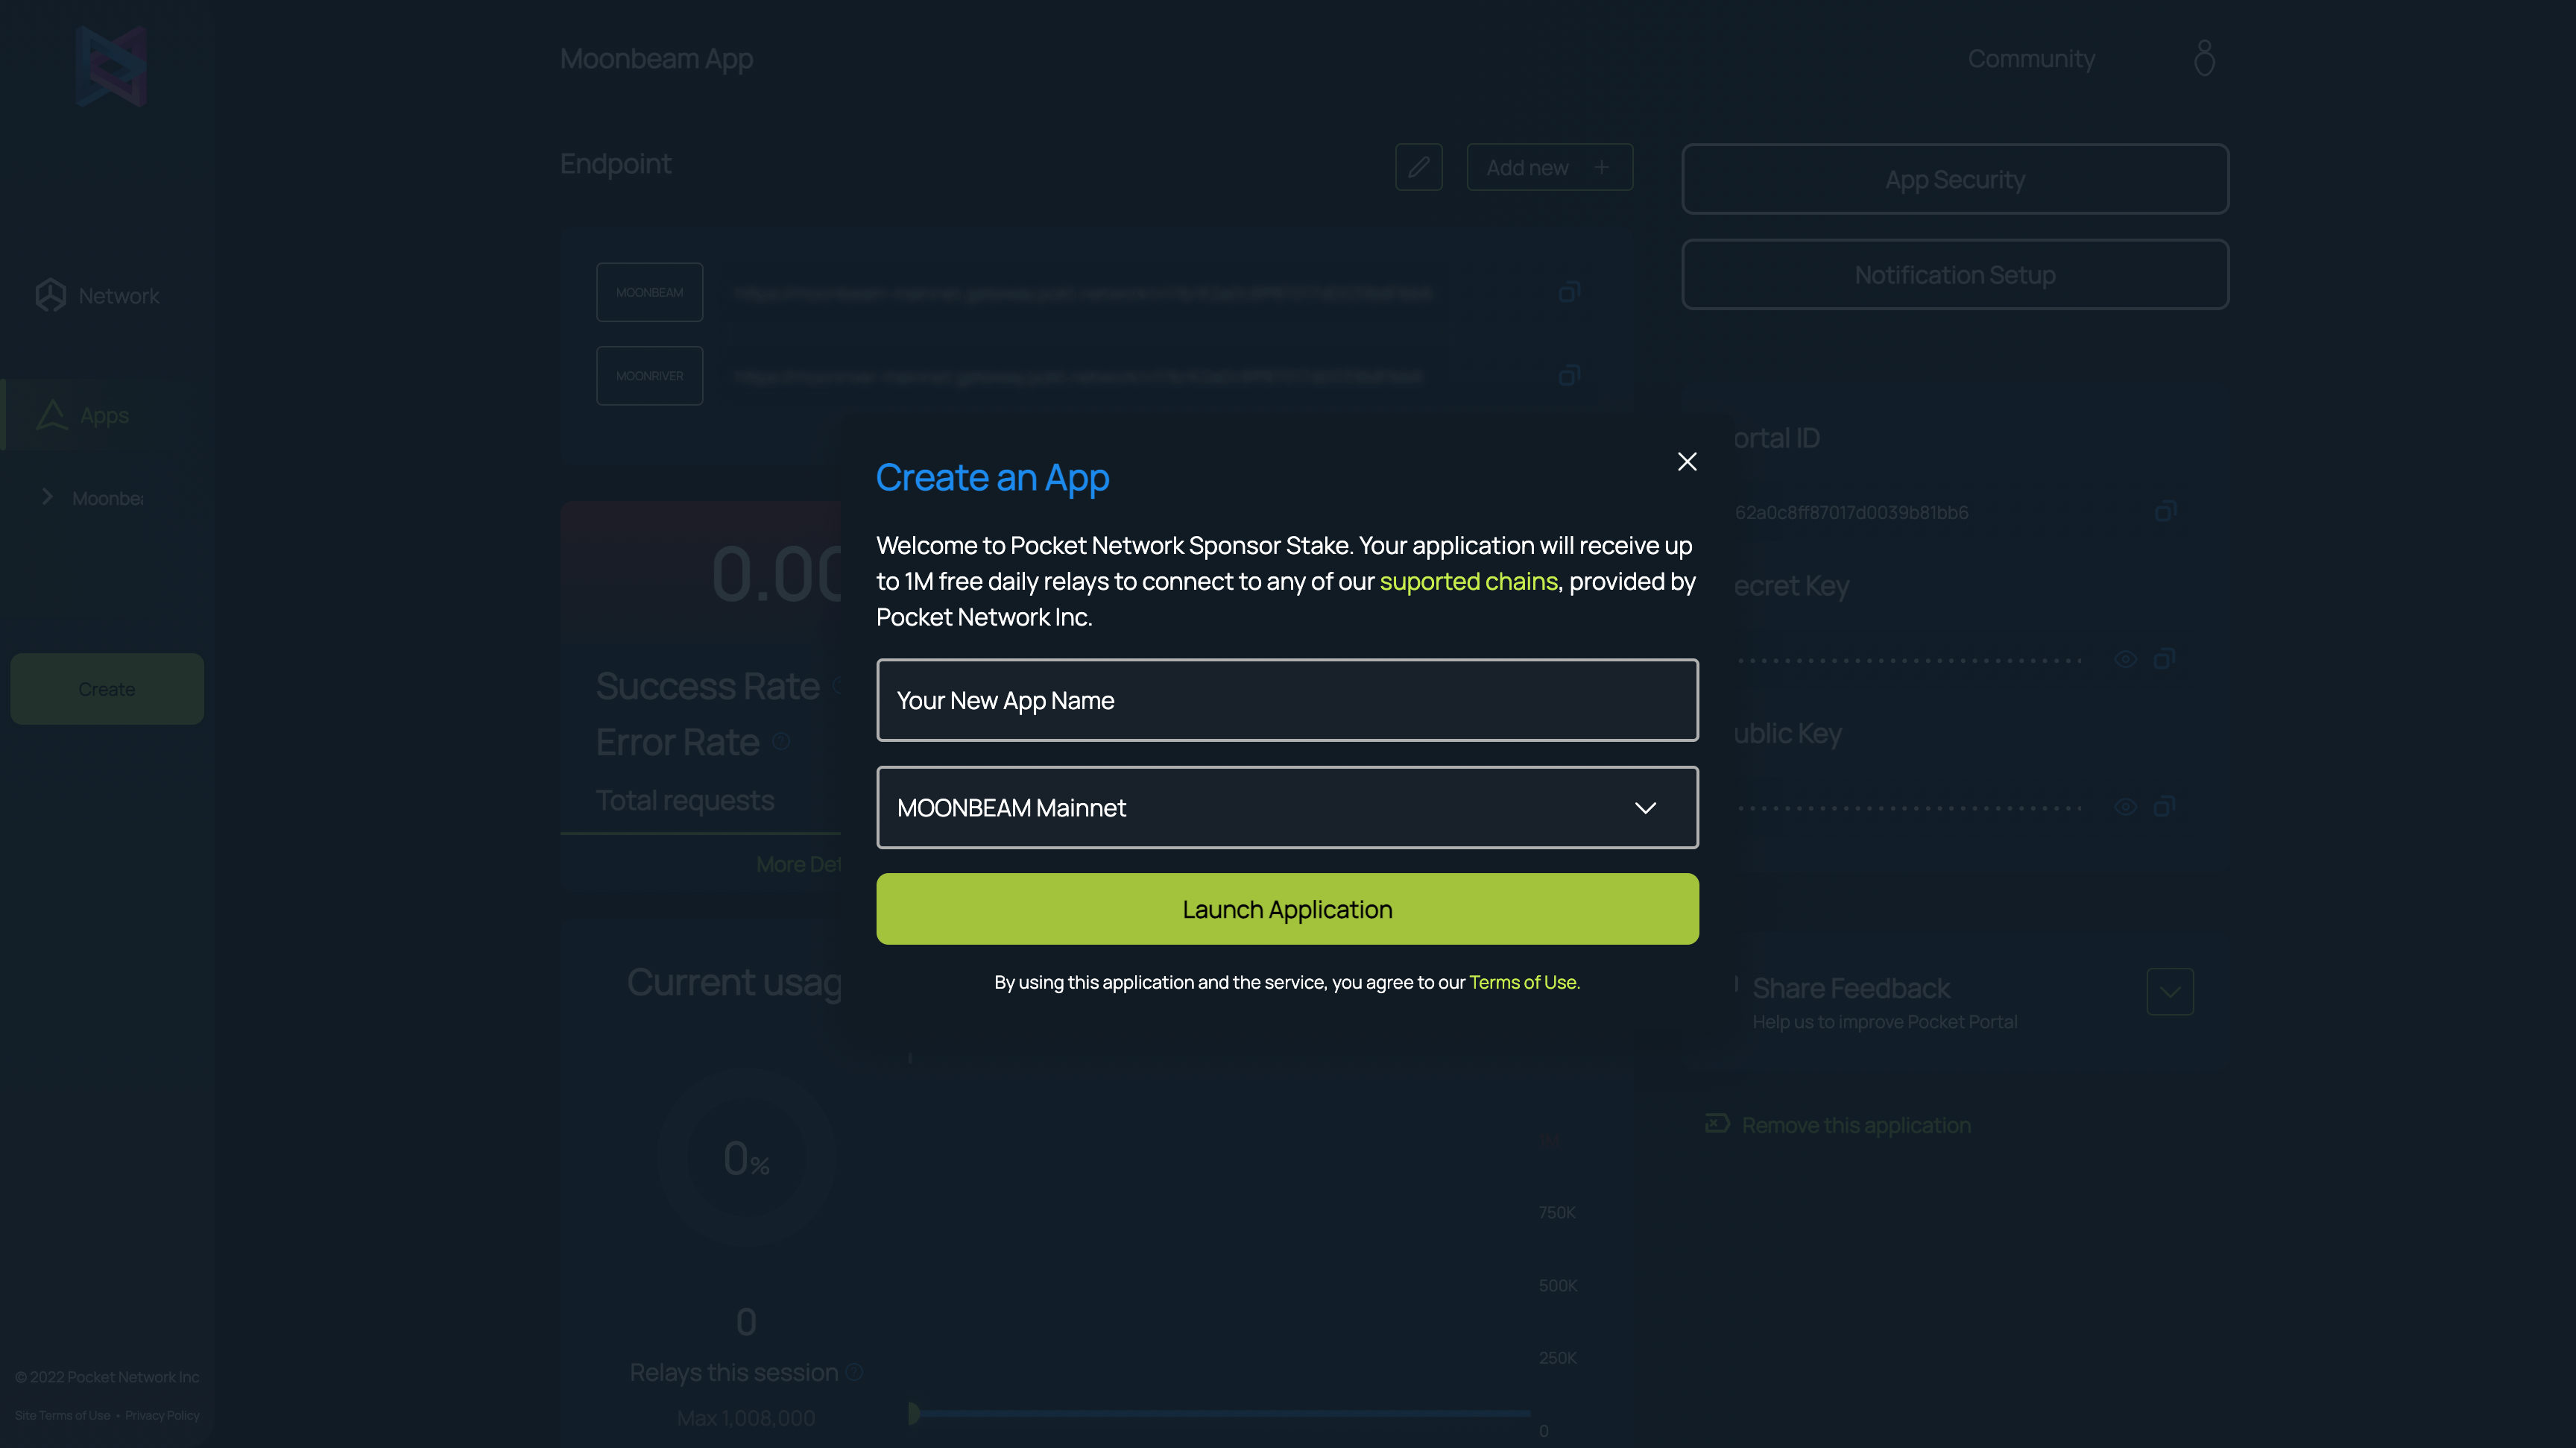 Moonbeam App
Community
Endpoint
Add new
App Security
Notification Setup
MOONBEAM
MOONRIVER
Network
Apps
Moonbea
Create
ortal ID
62a0c8ff87017d0039b81bb6
ecret Key
ublic Key
0.00
Success Rate
Error Rate
Total requests
More Det
Create an App
Welcome to Pocket Network Sponsor Stake. Your application will receive up
to 1M free daily relays to connect to any of our suported chains, provided by
Pocket Network Inc.
Your New App Name
MOONBEAM Mainnet
Launch Application
By using this application and the service, you agree to our Terms of Use.
Current usag
0%
0
Relays this session
Max 1,008,000
750K
500K
250K
0
Share Feedback
Help us to improve Pocket Portal
Remove this application
© 2022 Pocket Network Inc
Site Terms of Use • Privacy Policy